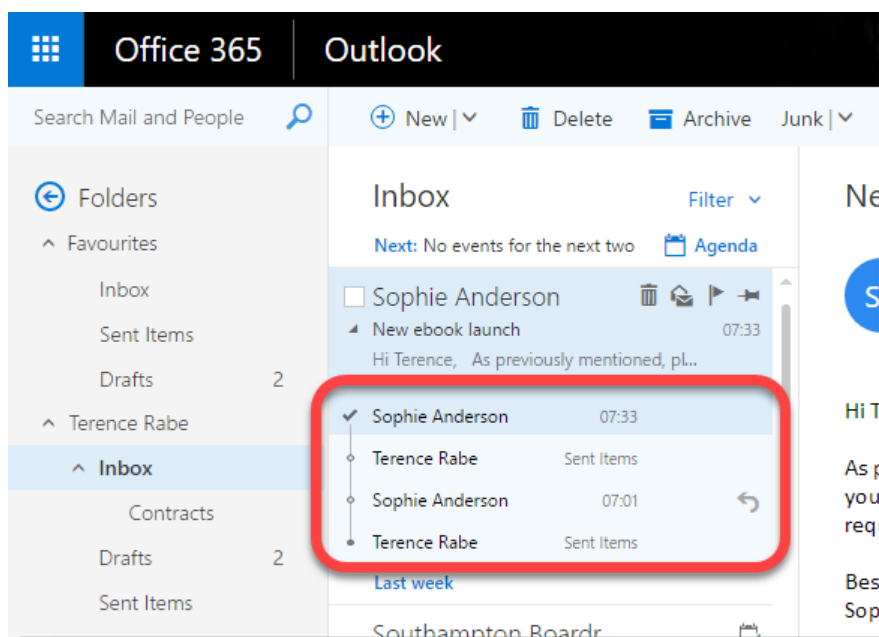 Office 365
Outlook
Search Mail and People
New
Delete
Archive
Junk
Folders
Favourites
Inbox
Sent Items
Drafts 2
Terence Rabe
Inbox
Contracts
Drafts 2
Sent Items
Inbox
Filter
Next: No events for the next two
Agenda
Sophie Anderson
New ebook launch 07:33
Hi Terence, As previously mentioned, pl...
Sophie Anderson 07:33
Terence Rabe Sent Items
Sophie Anderson 07:01
Terence Rabe Sent Items
Last week
Southampton
Ne
S
Hi T
As p
you
req
Bes
Sop